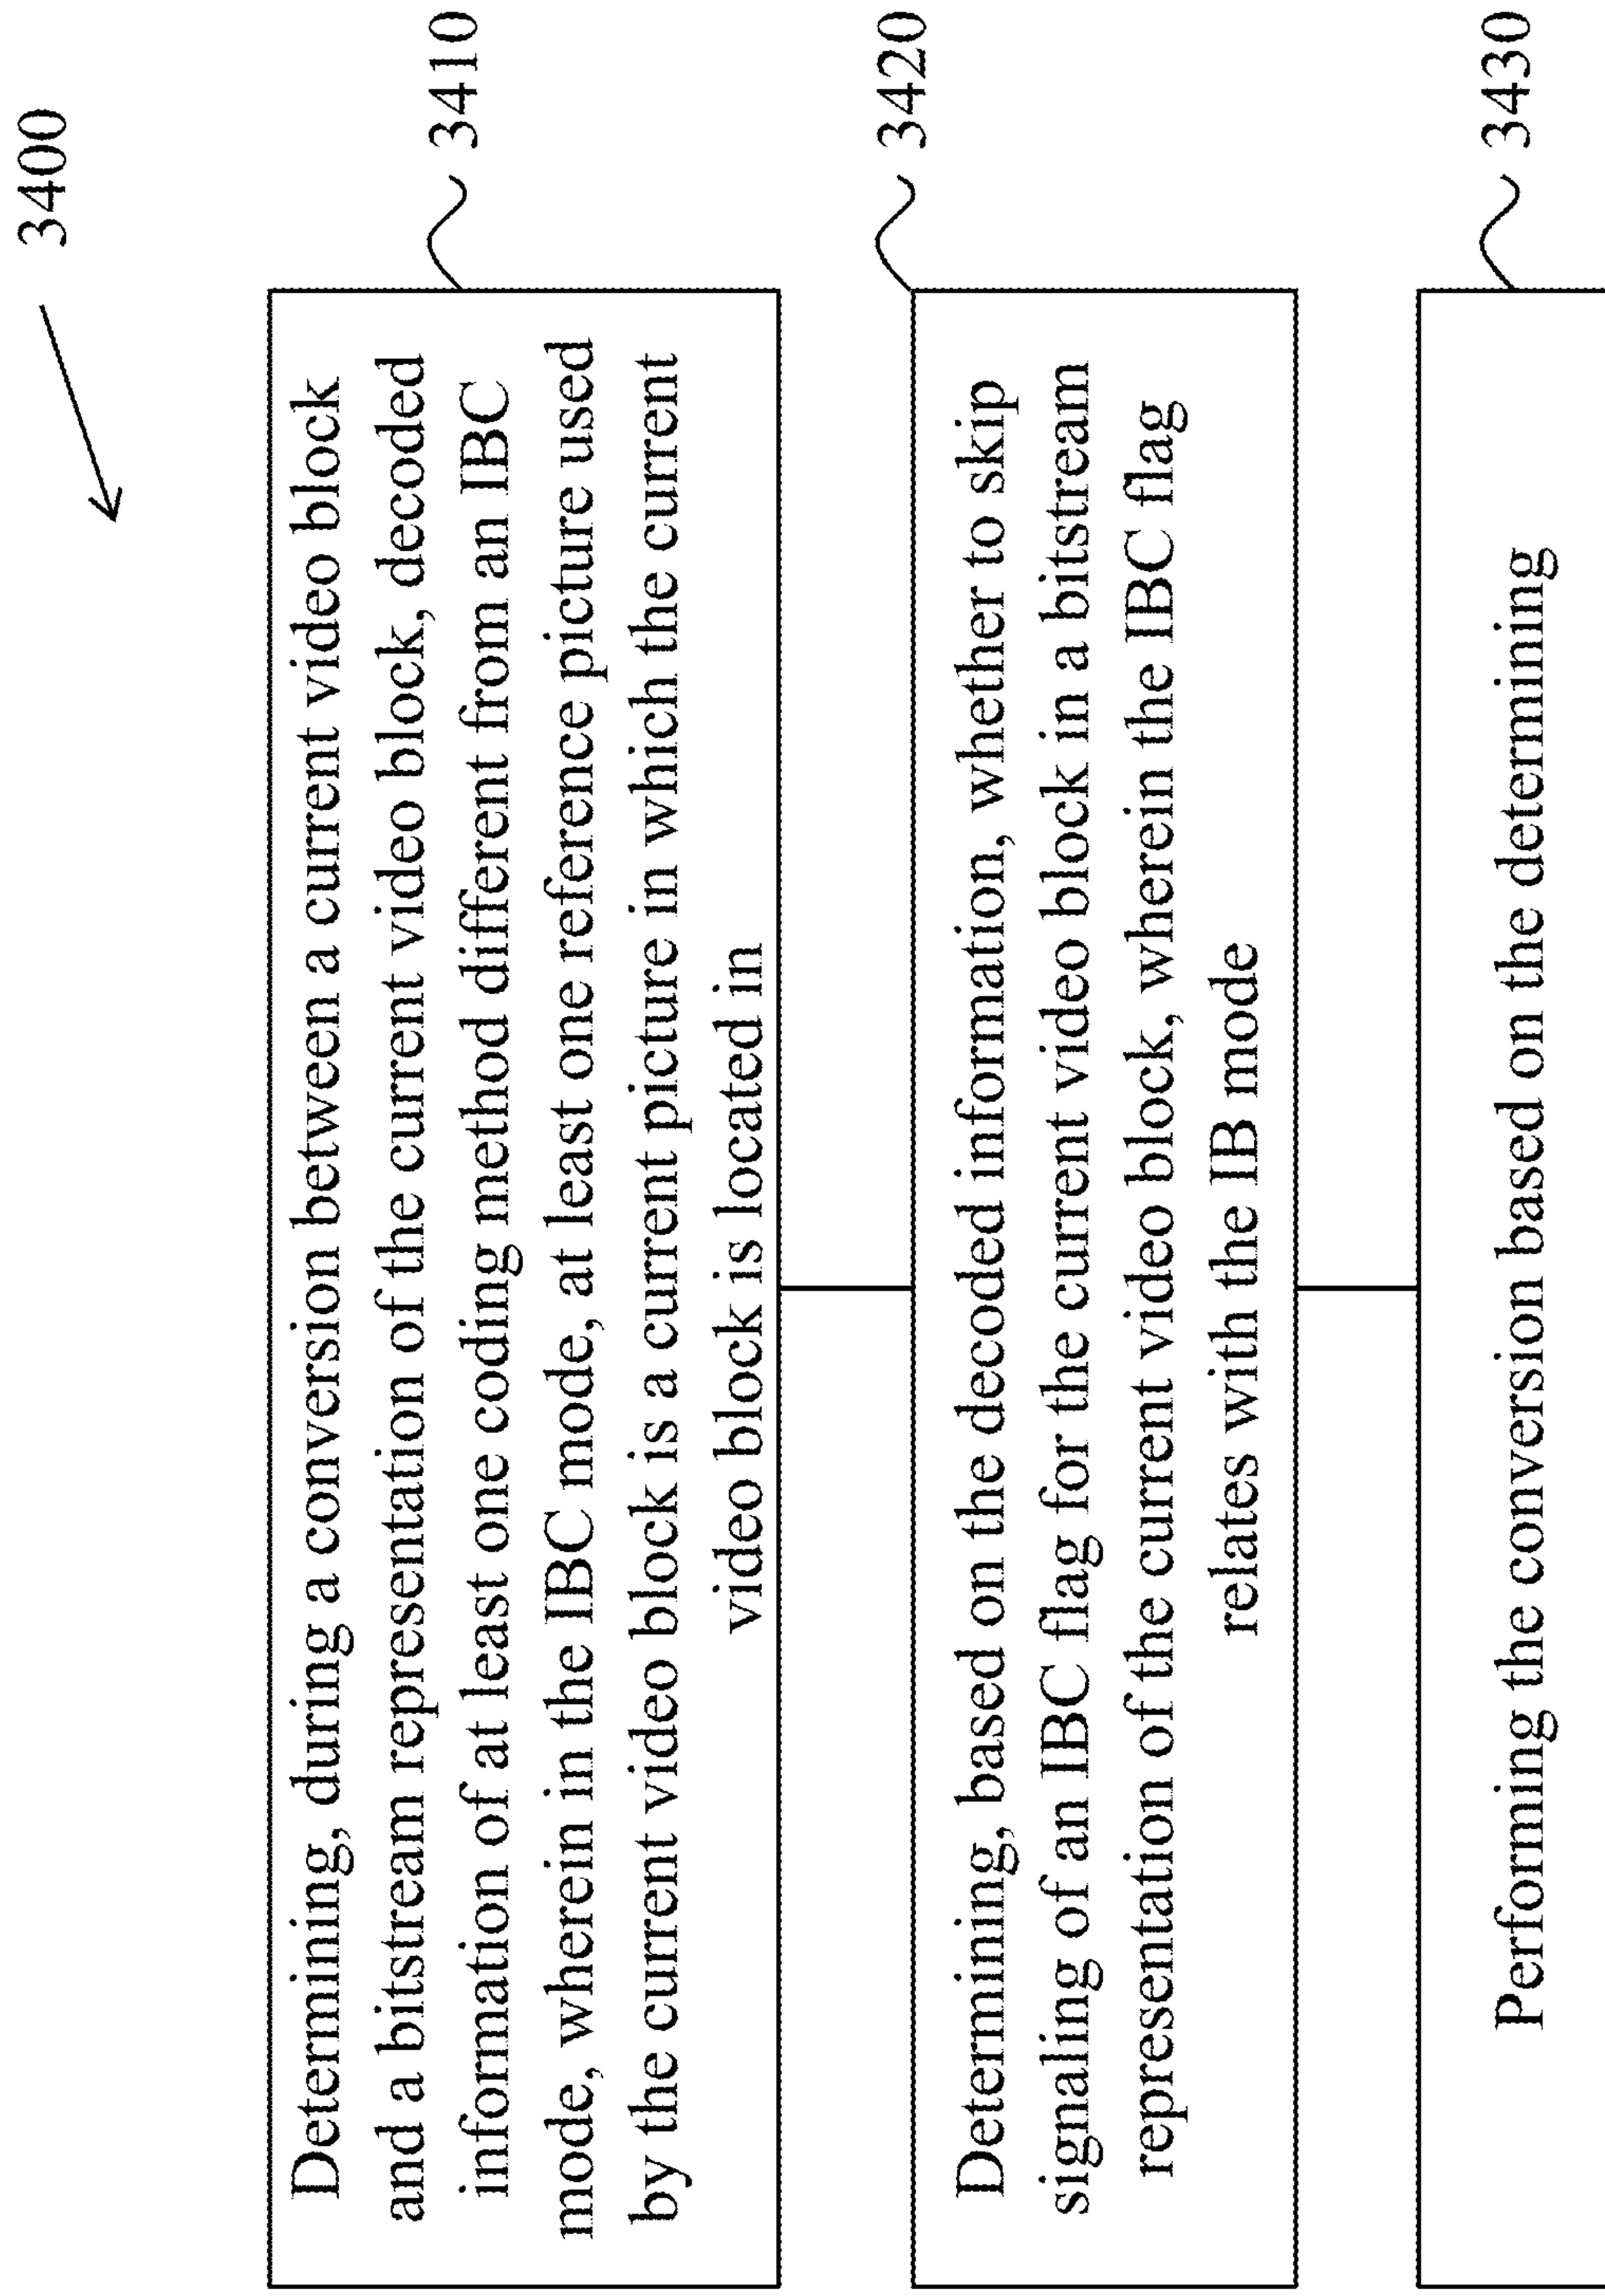 3400
Determining, during a conversion between a current video block
and a bitstream representation of the current video block, decoded
information of at least one coding method different from an IBC
mode, wherein in the IBC mode, at least one reference picture used
by the current video block is a current picture in which the current
video block is located in
3410
Determining, based on the decoded information, whether to skip
signaling of an IBC flag for the current video block in a bitstream
representation of the current video block, wherein the IBC flag
relates with the IB mode
3420
Performing the conversion based on the determining
3430